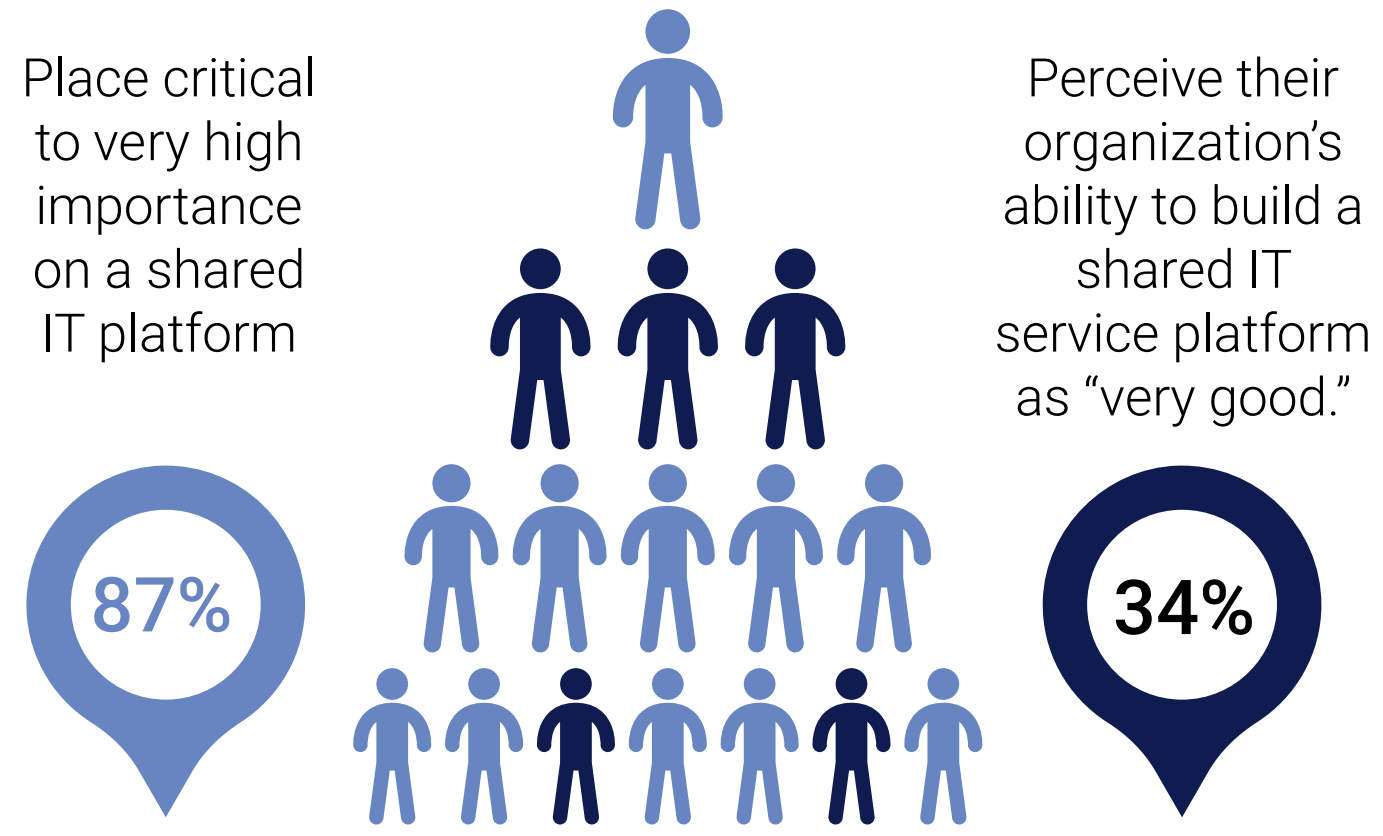 Place critical
to very high
importance
on a shared
IT platform
87%
Perceive their
organization’s
ability to build a
shared IT
service platform
as “very good.”
34%